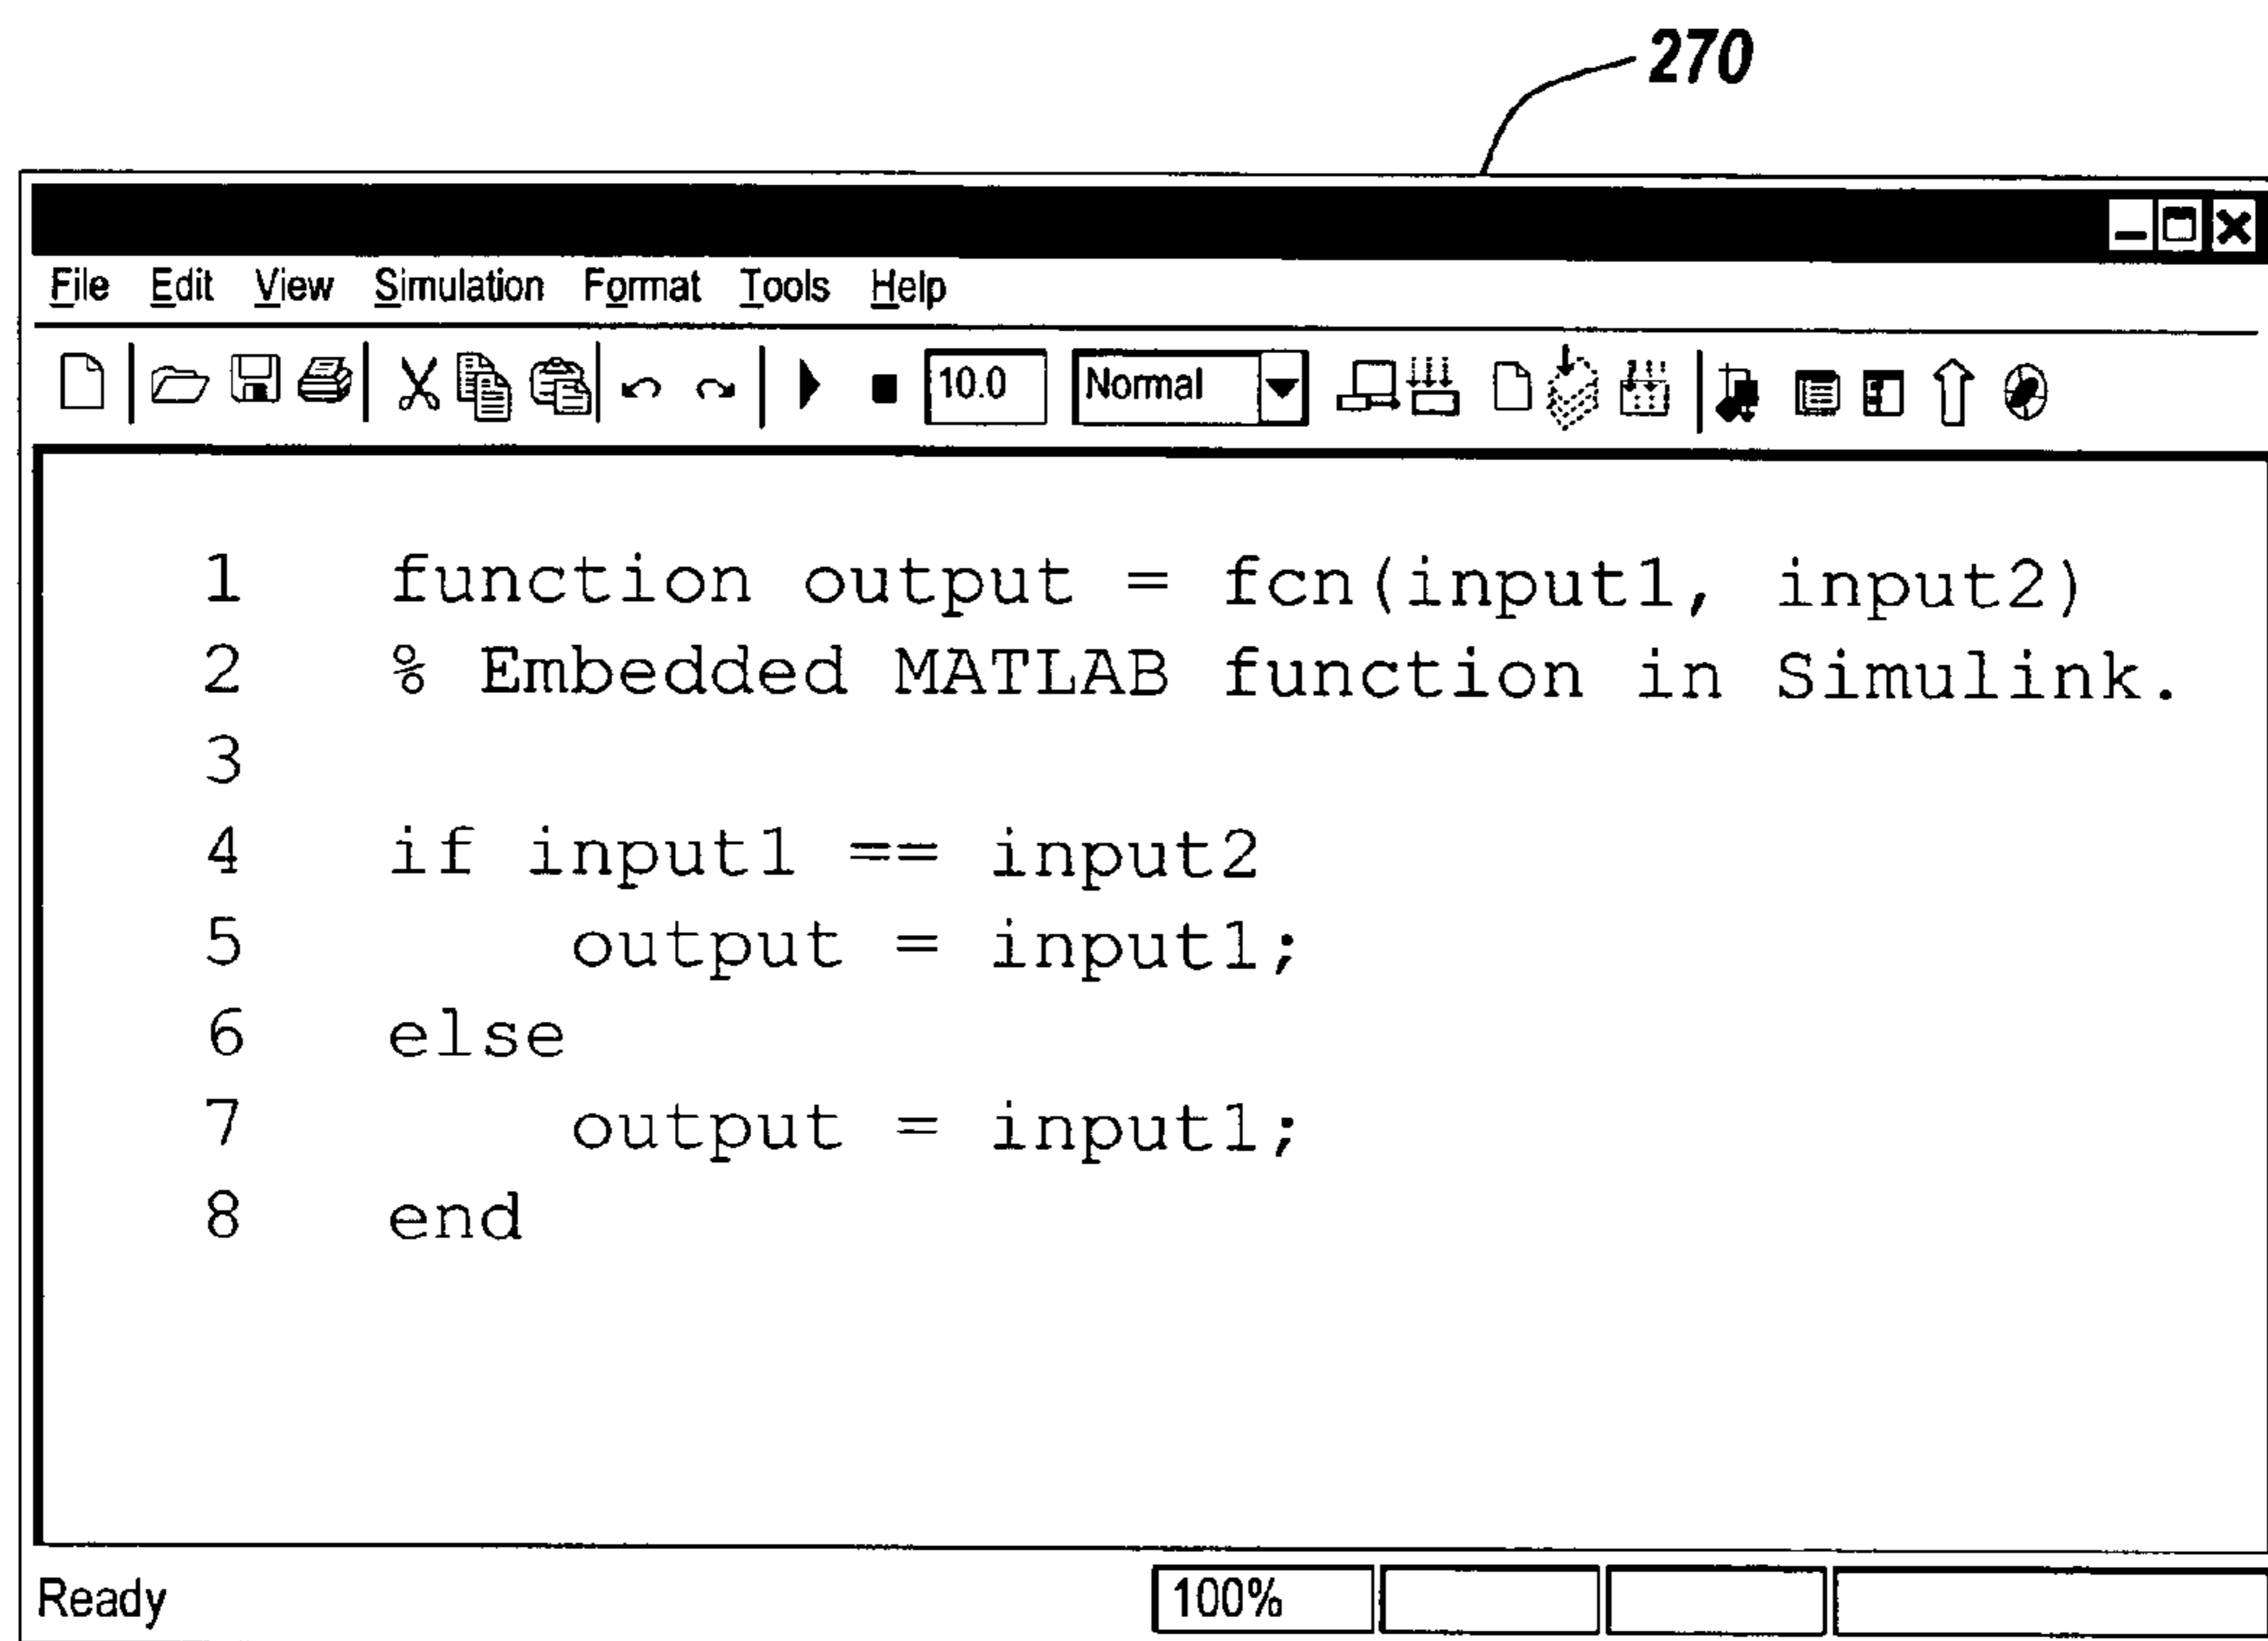 270
File Edit View Simulation Format Tools Help
10.0 Normal
1 function output = fcn(input1, input2)
2 % Embedded MATLAB function in Simulink.
3
4 if input1 == input2
5 output = input1;
6 else
7 output = input1;
8 end
Ready 100%